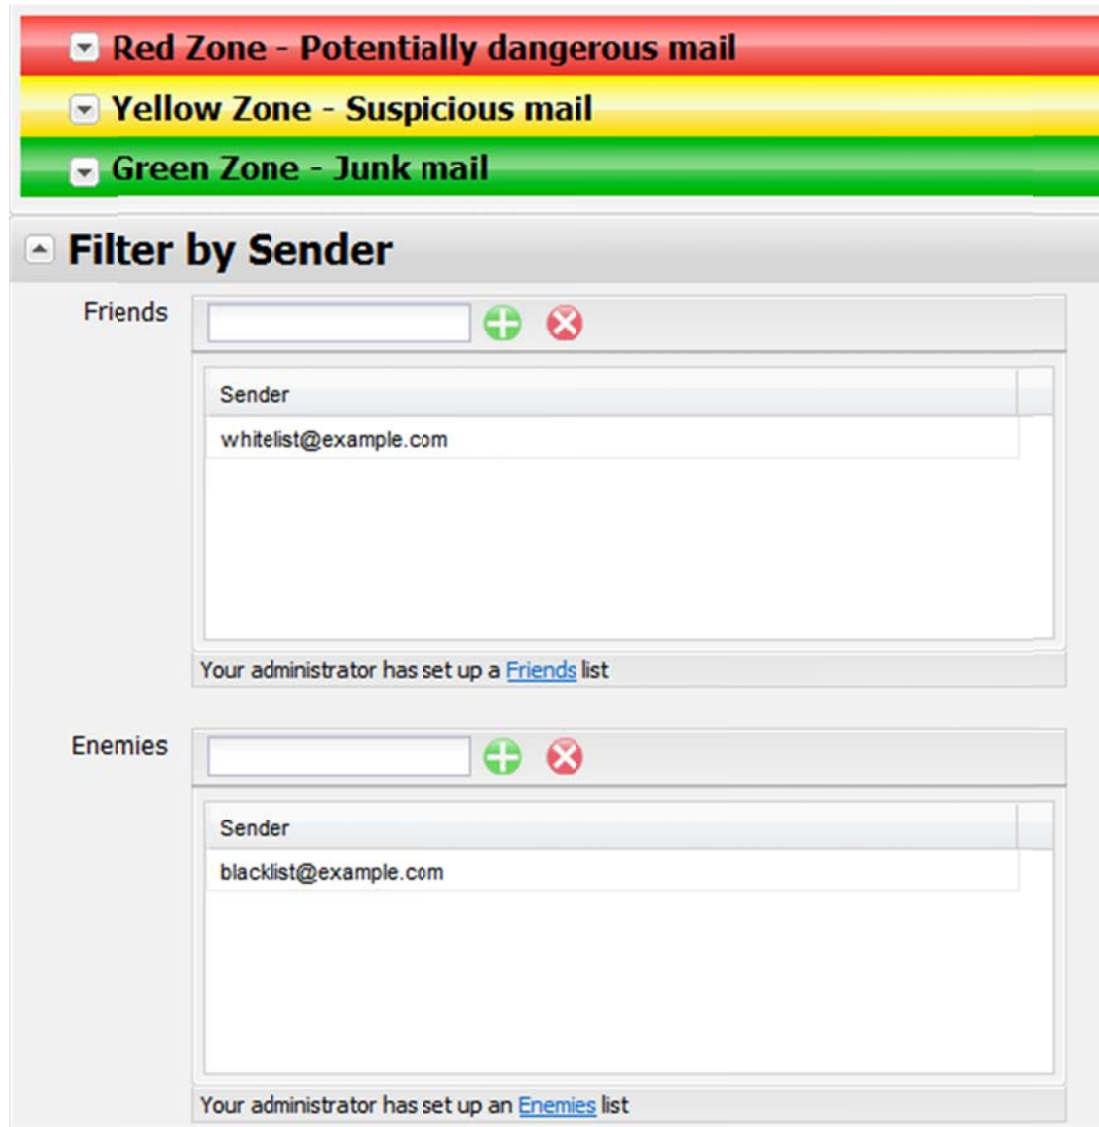 Red Zone - Potentially dangerous mail
Yellow Zone - Suspicious mail
Green Zone - Junk mail
Filter by Sender
Friends
Sender
whitelist@example.com
Your administrator has set up a Friends list
Enemies
Sender
blacklist@example.com
Your administrator has set up an Enemies list